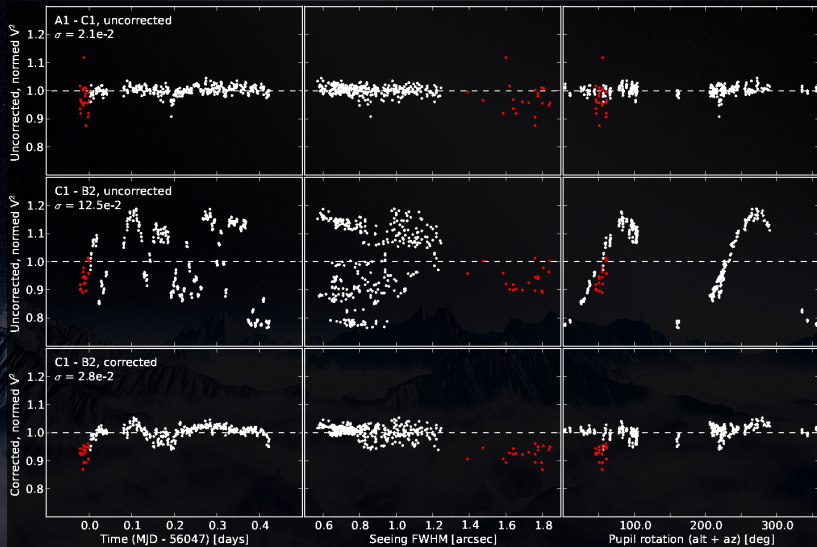 A1 - C1, uncorrected
σ = 2.1e-2
Uncorrected, normed V²
1.2
1.1
1.0
0.9
0.8
C1 - B2, uncorrected
σ = 12.5e-2
Uncorrected, normed V²
1.2
1.1
1.0
0.9
0.8
C1 - B2, corrected
σ = 2.8e-2
Corrected, normed V²
1.2
1.1
1.0
0.9
0.8
0.0 0.1 0.2 0.3 0.4
Time (MJD - 56047) [days]
0.6 0.8 1.0 1.2 1.4 1.6 1.8
Seeing FWHM [arcsec]
100.0 200.0 300.0
Pupil rotation (alt + az) [deg]